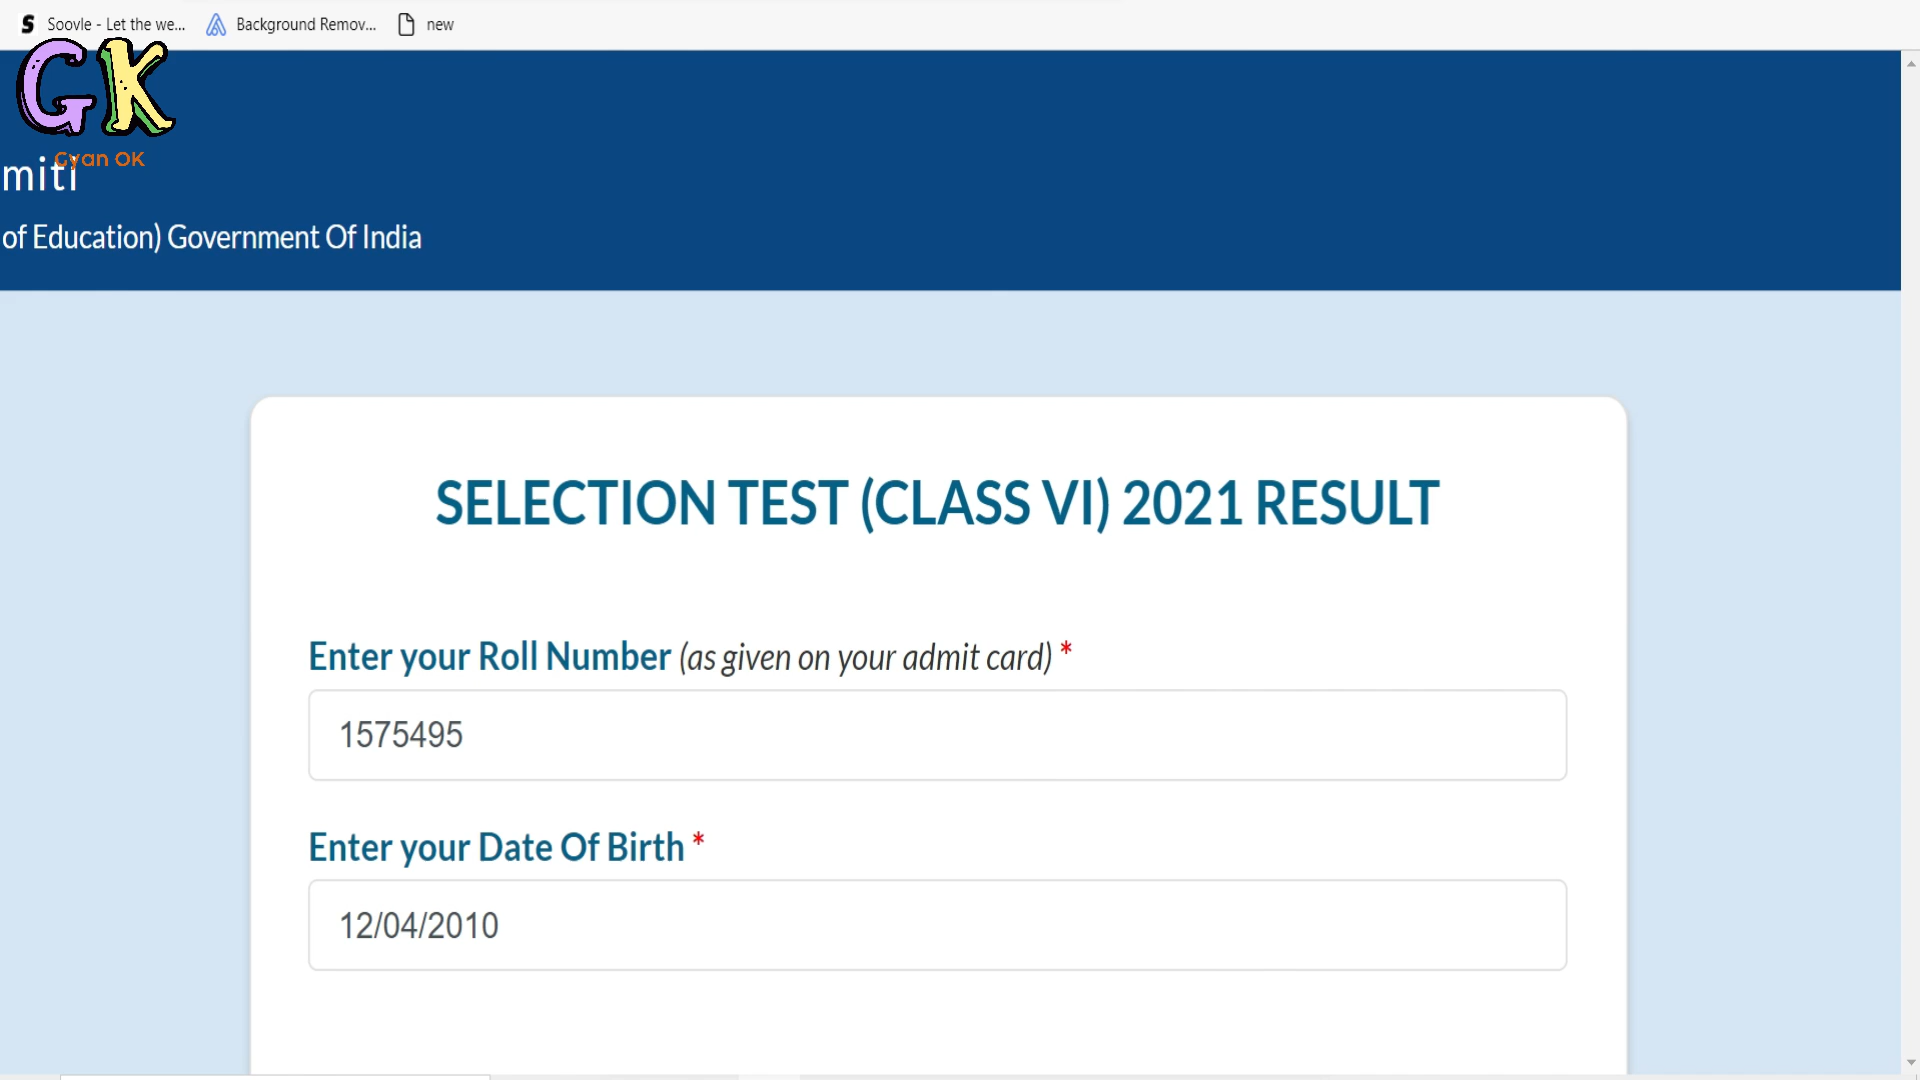 Soovle - Let the we...
Background Remov...
new
GK
Gyan OK
miti
of Education) Government Of India
SELECTION TEST (CLASS VI) 2021 RESULT
Enter your Roll Number (as given on your admit card) *
1575495
Enter your Date Of Birth *
12/04/2010